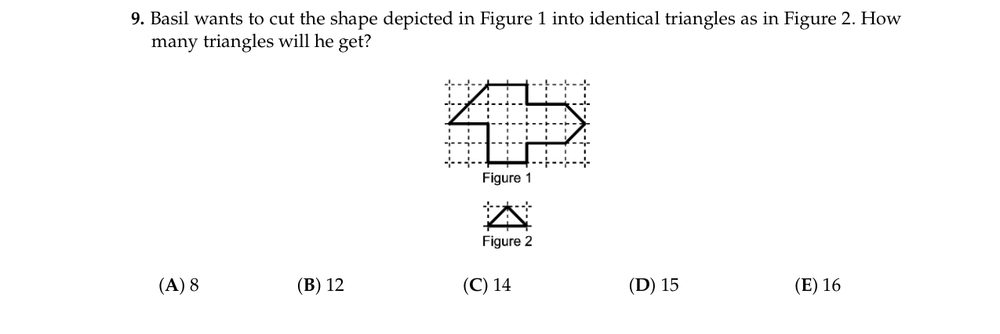 9. Basil wants to cut the shape depicted in Figure 1 into identical triangles as in Figure 2. How
many triangles will he get?
Figure 1
Figure 2
(A) 8 (B) 12 (C) 14 (D) 15 (E) 16